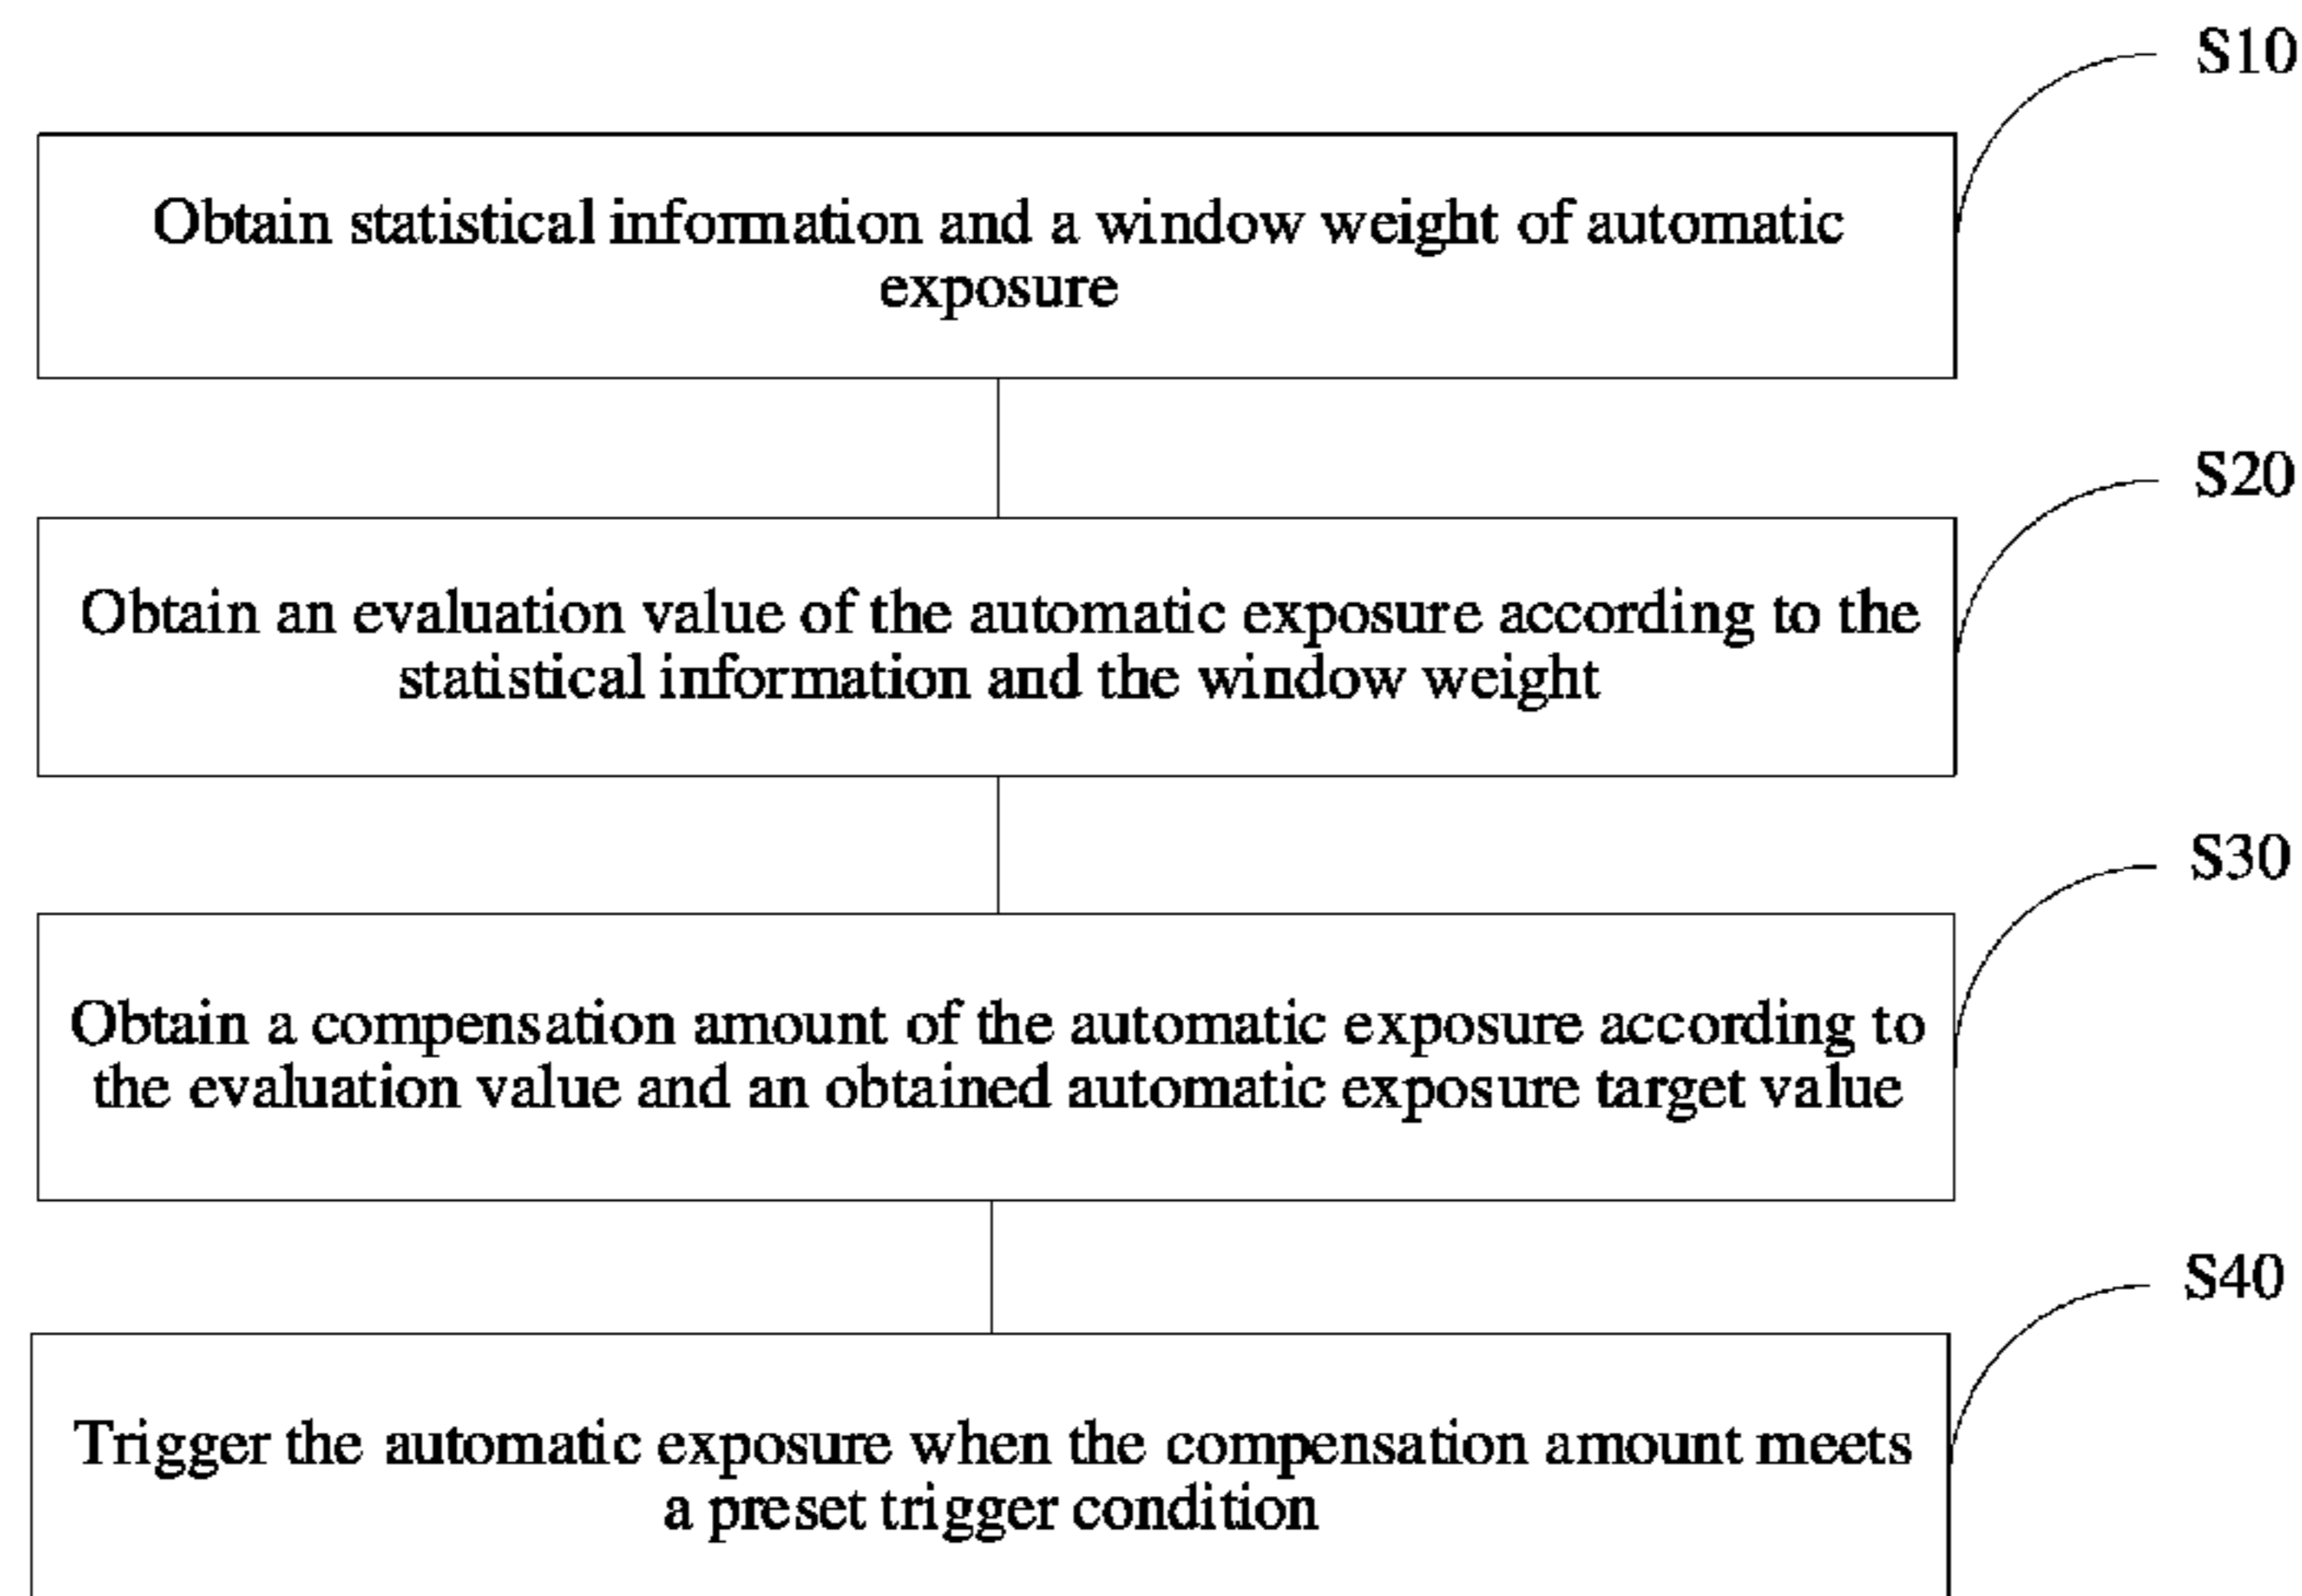 S10
Obtain statistical information and a window weight of automatic
exposure
S20
Obtain an evaluation value of the automatic exposure according to the
statistical information and the window weight
S30
Obtain a compensation amount of the automatic exposure according to
the evaluation value and an obtained automatic exposure target value
S40
Trigger the automatic exposure when the compensation amount meets
a preset trigger condition